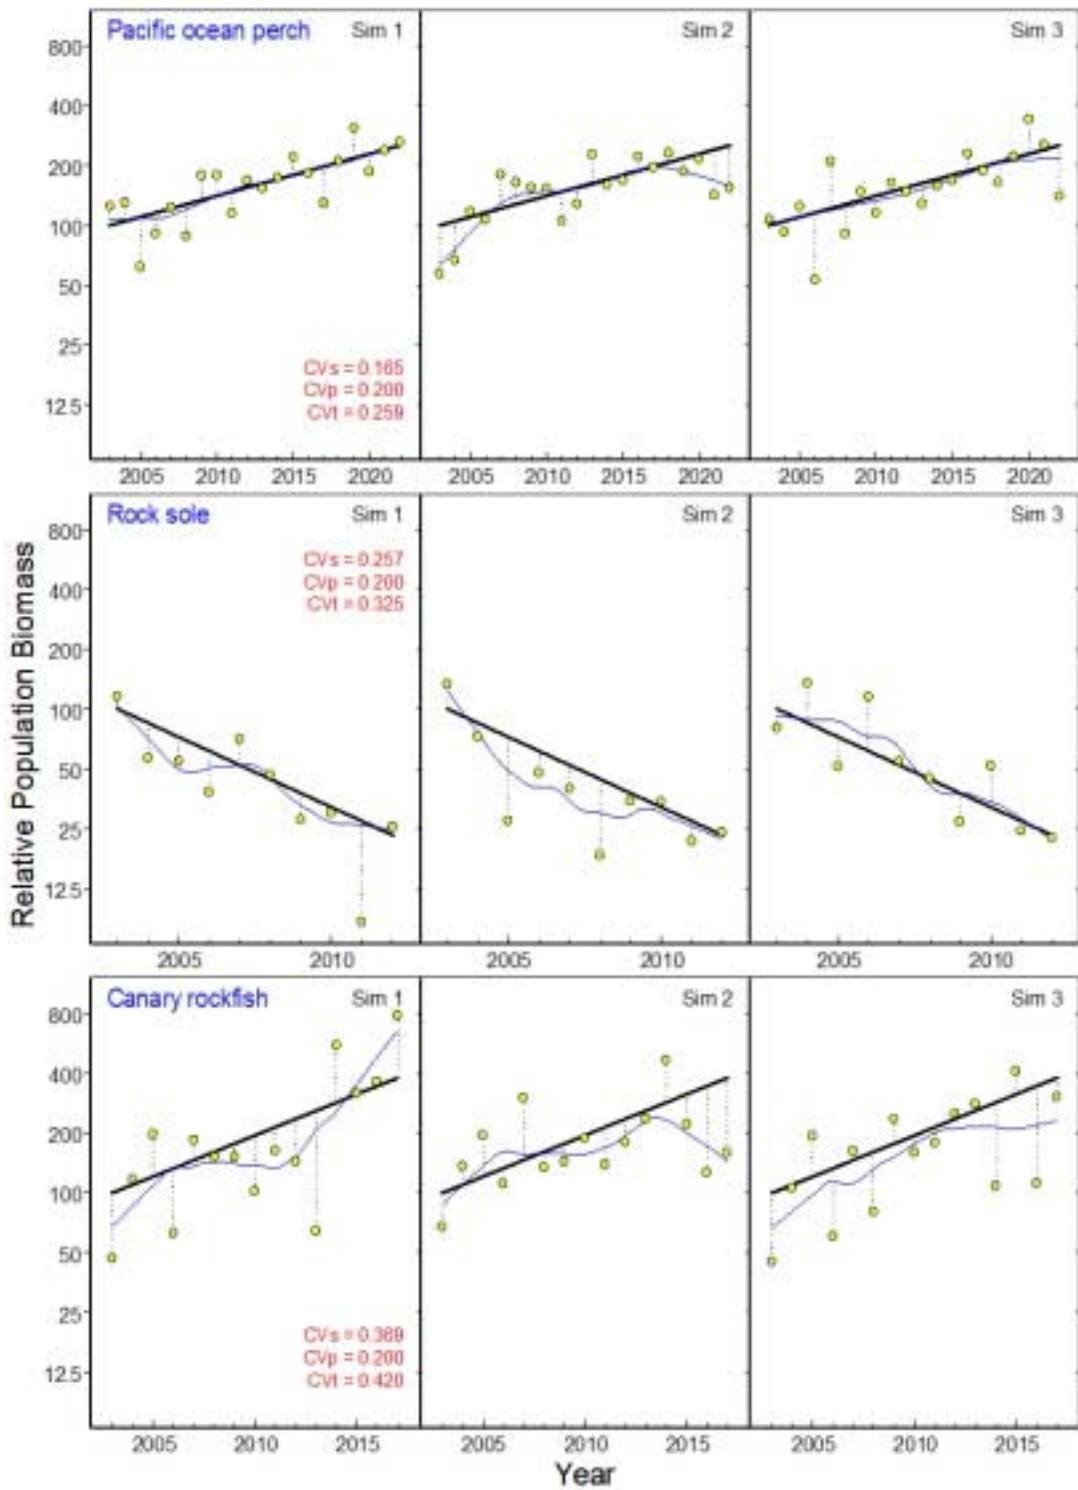 Pacific ocean perch Sim 1 Sim 2 Sim 3
800
400
200
100
50
25
12.5
CVs = 0.165
CVp = 0.200
CVt = 0.259
2005 2010 2015 2020 2005 2010 2015 2020 2005 2010 2015 2020
Rock sole Sim 1 Sim 2 Sim 3
800
400
200
100
50
25
12.5
CVs = 0.257
CVp = 0.200
CVt = 0.325
2005 2010 2005 2010 2005 2010
Canary rockfish Sim 1 Sim 2 Sim 3
800
400
200
100
50
25
12.5
CVs = 0.369
CVp = 0.200
CVt = 0.420
2005 2010 2015 2005 2010 2015 2005 2010 2015
Relative Population Biomass
Year